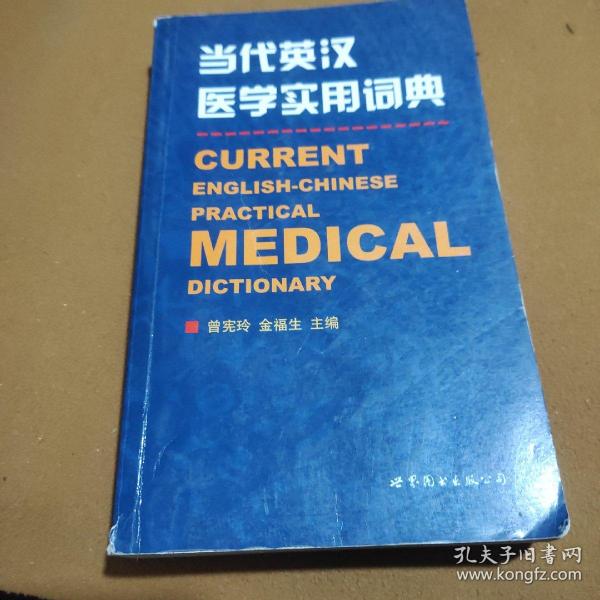 当代英汉
医学实用词典
CURRENT
ENGLISH-CHINESE
PRACTICAL
MEDICAL
DICTIONARY
曾宪玲 金福生 主编
世界图书出版公司
孔夫子旧书网
www.kongfz.com